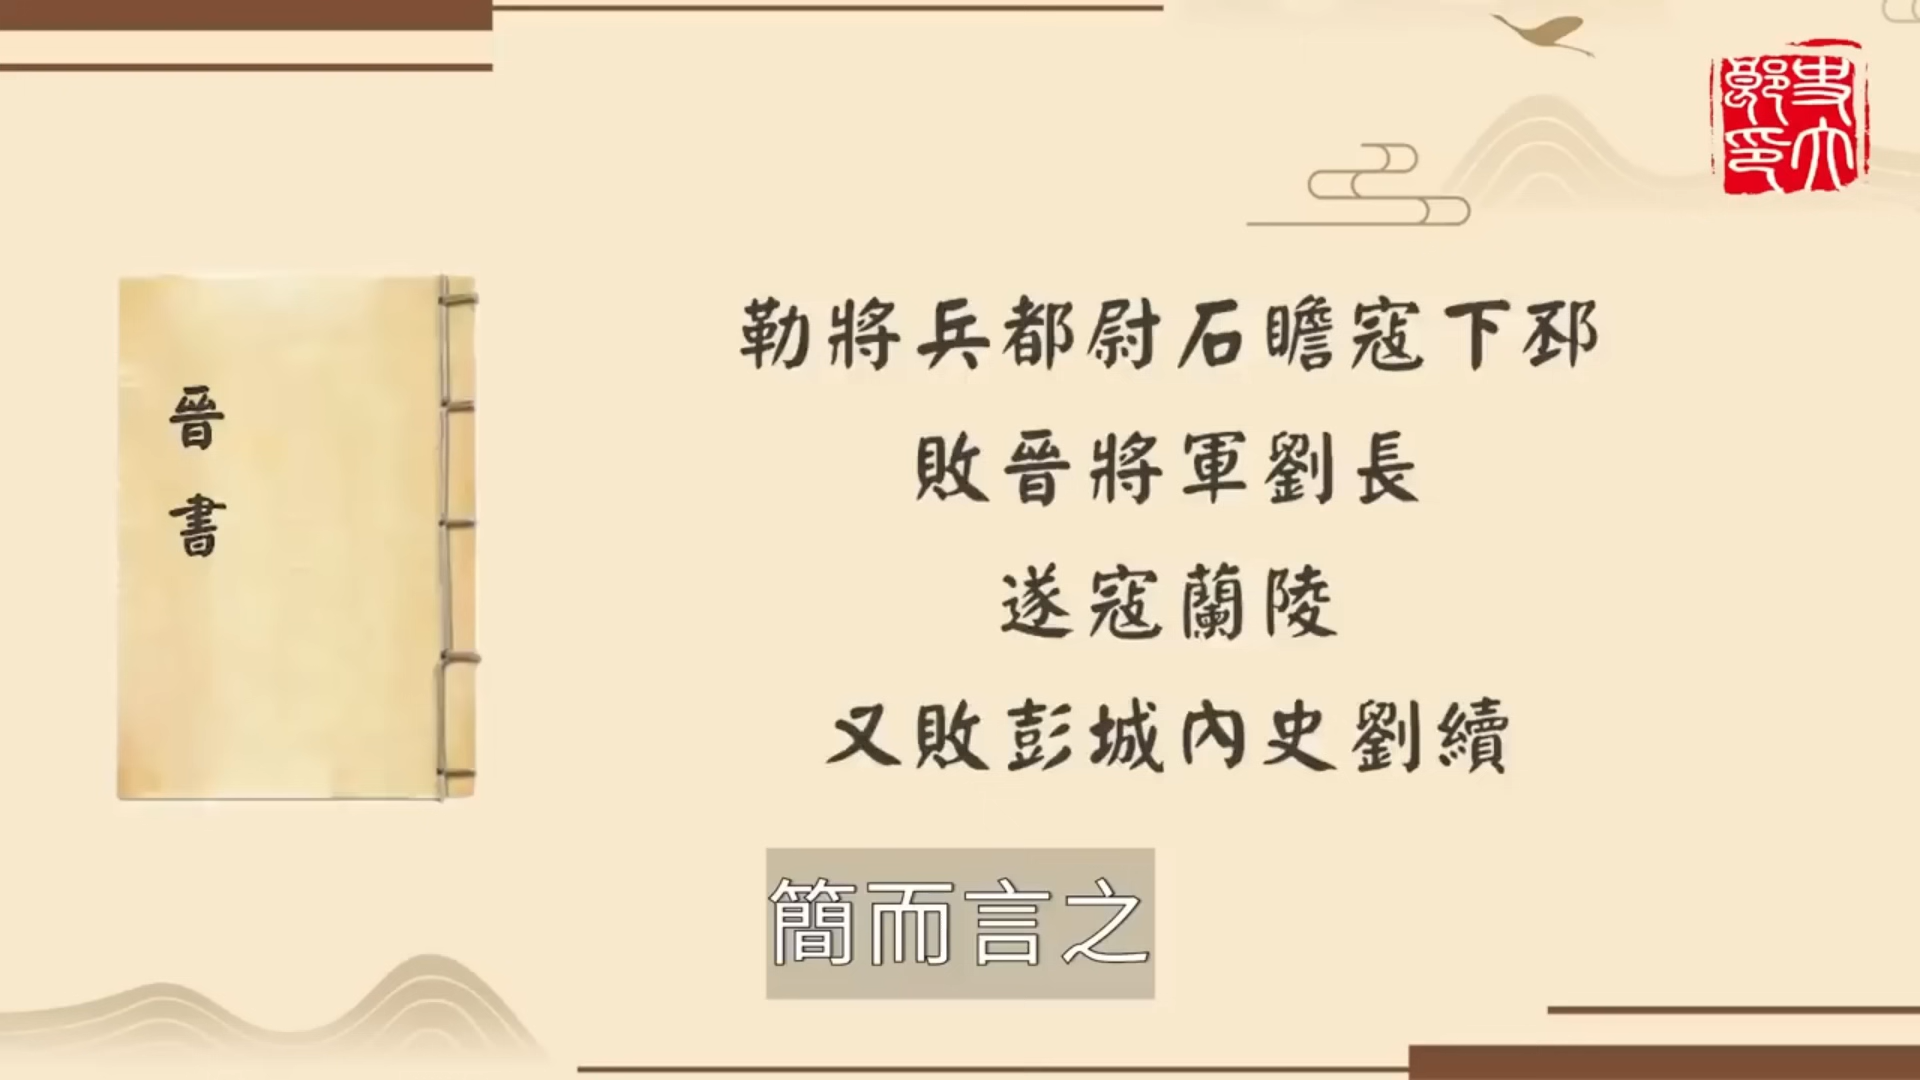 晉書
勒將兵都尉石瞻寇下邳
敗晉將軍劉長
遂寇蘭陵
又敗彭城內史劉續
簡而言之